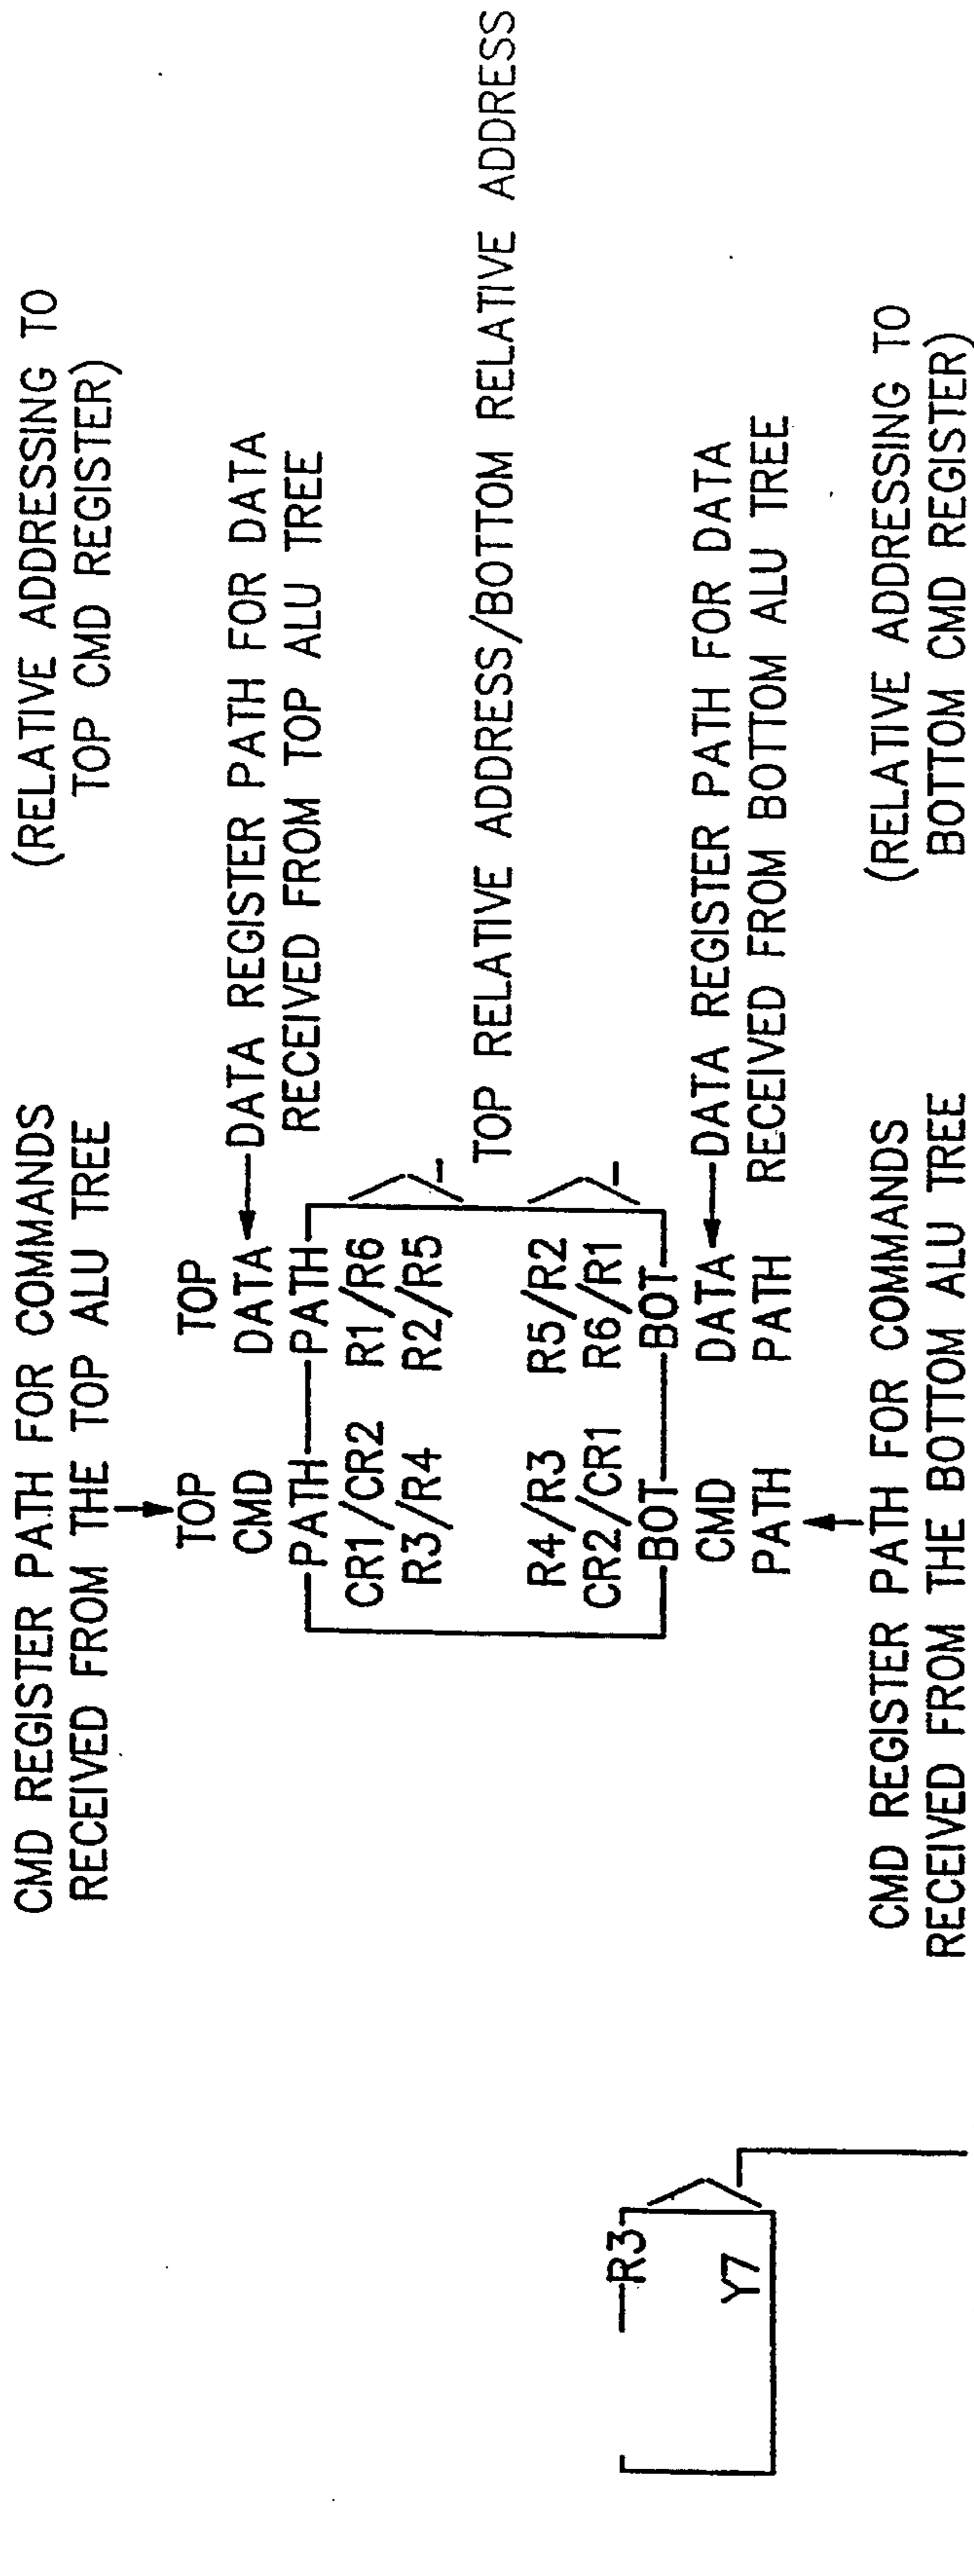 CMD REGISTER PATH FOR COMMANDS
RECEIVED FROM THE TOP ALU TREE
(RELATIVE ADDRESSING TO
TOP CMD REGISTER)
TOP TOP
CMD DATA
PATH PATH
DATA REGISTER PATH FOR DATA
RECEIVED FROM TOP ALU TREE
CR1/CR2 R1/R6
R3/R4 R2/R5
TOP RELATIVE ADDRESS/BOTTOM RELATIVE ADDRESS
R4/R3 R5/R2
CR2/CR1 R6/R1
BOT BOT
CMD DATA
PATH PATH
DATA REGISTER PATH FOR DATA
RECEIVED FROM BOTTOM ALU TREE
CMD REGISTER PATH FOR COMMANDS
RECEIVED FROM THE BOTTOM ALU TREE
(RELATIVE ADDRESSING TO
BOTTOM CMD REGISTER)
R3
Y7